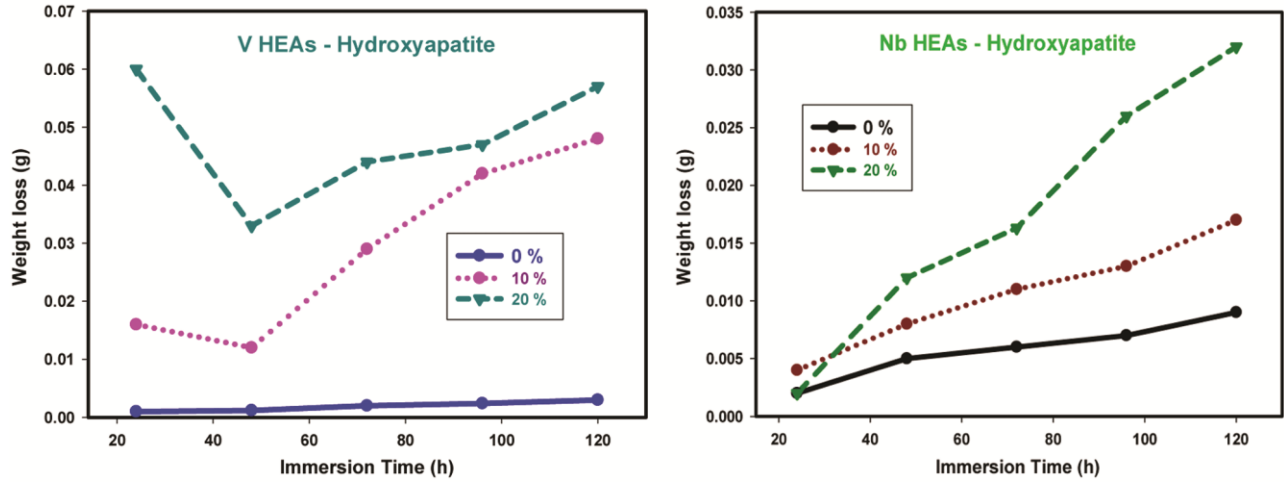 V HEAs - Hydroxyapatite
Weight loss (g)
0.07
0.06
0.05
0.04
0.03
0.02
0.01
0.00
0 %
10 %
20 %
20 40 60 80 100 120
Immersion Time (h)
Nb HEAs - Hydroxyapatite
Weight loss (g)
0.035
0.030
0.025
0.020
0.015
0.010
0.005
0.000
0 %
10 %
20 %
20 40 60 80 100 120
Immersion Time (h)